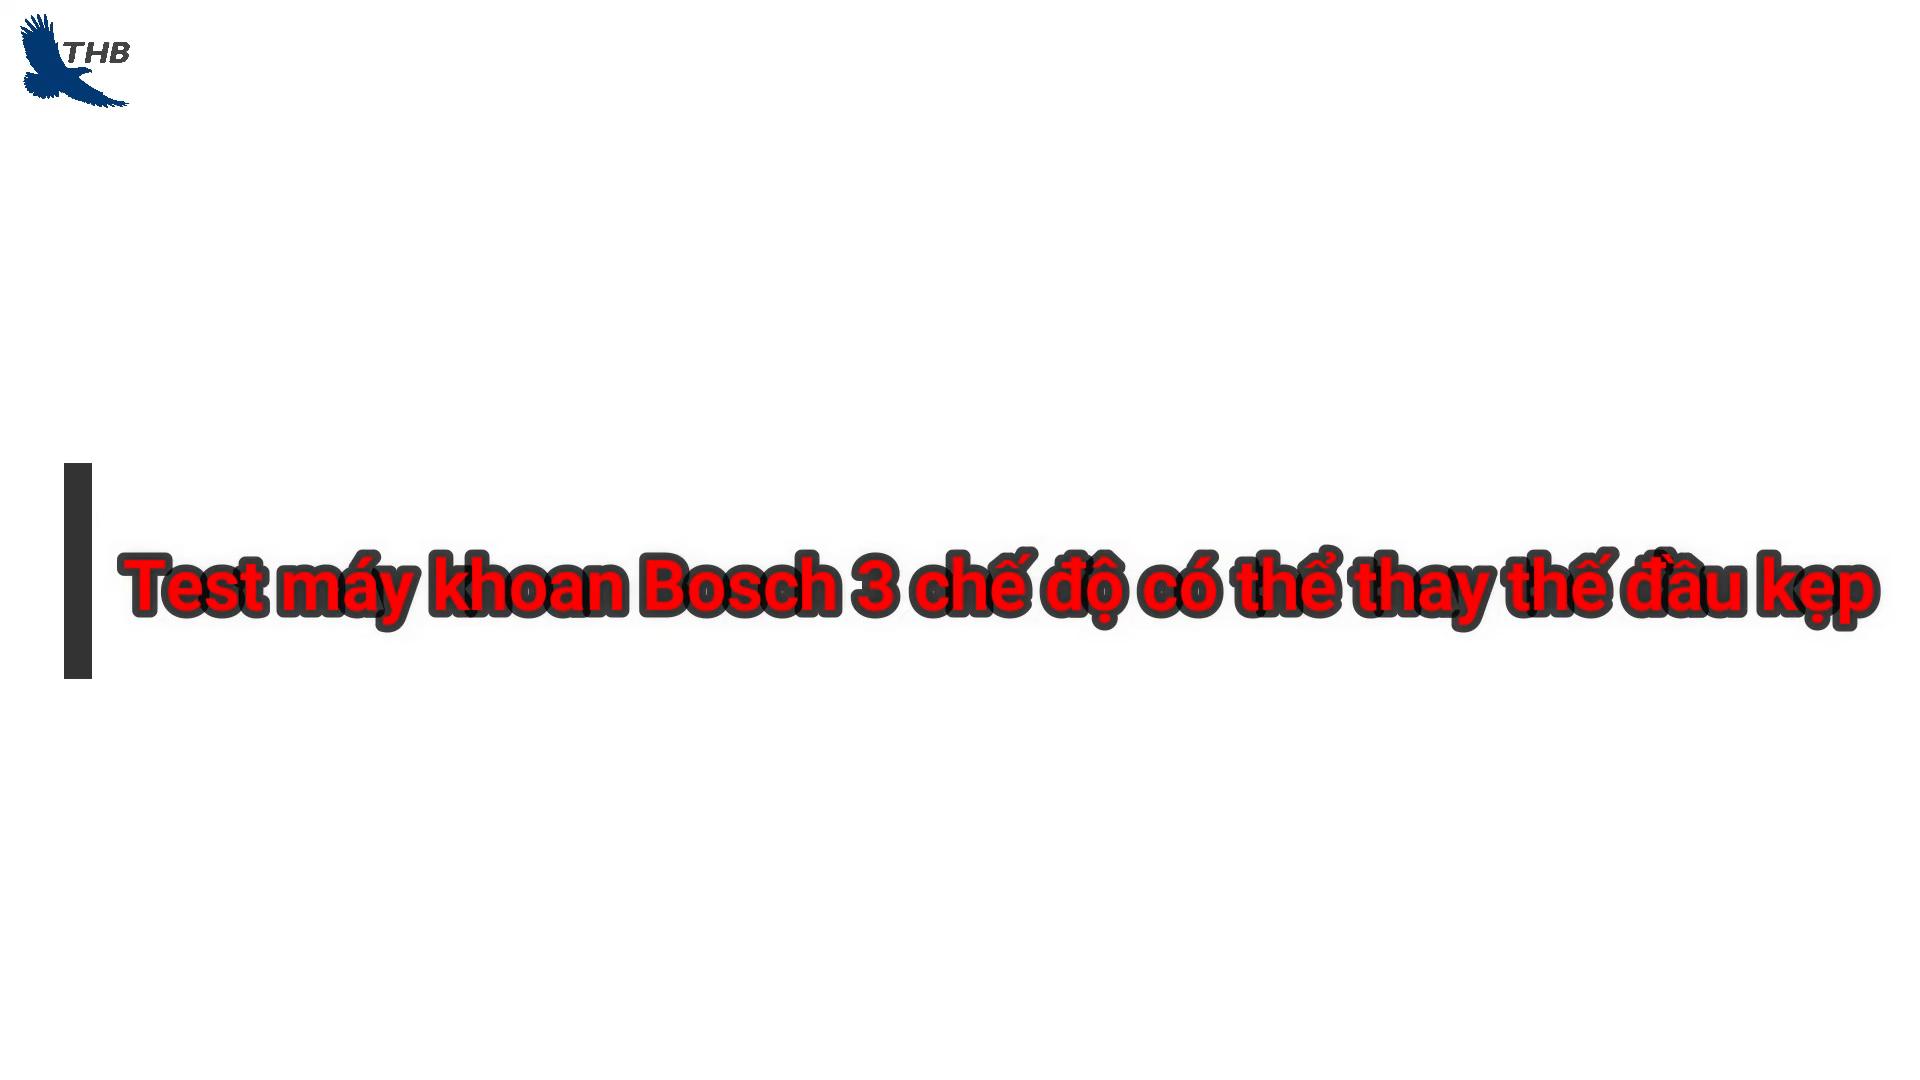 THB
Test máy khoan Bosch 3 chế độ có thể thay thế đầu kẹp